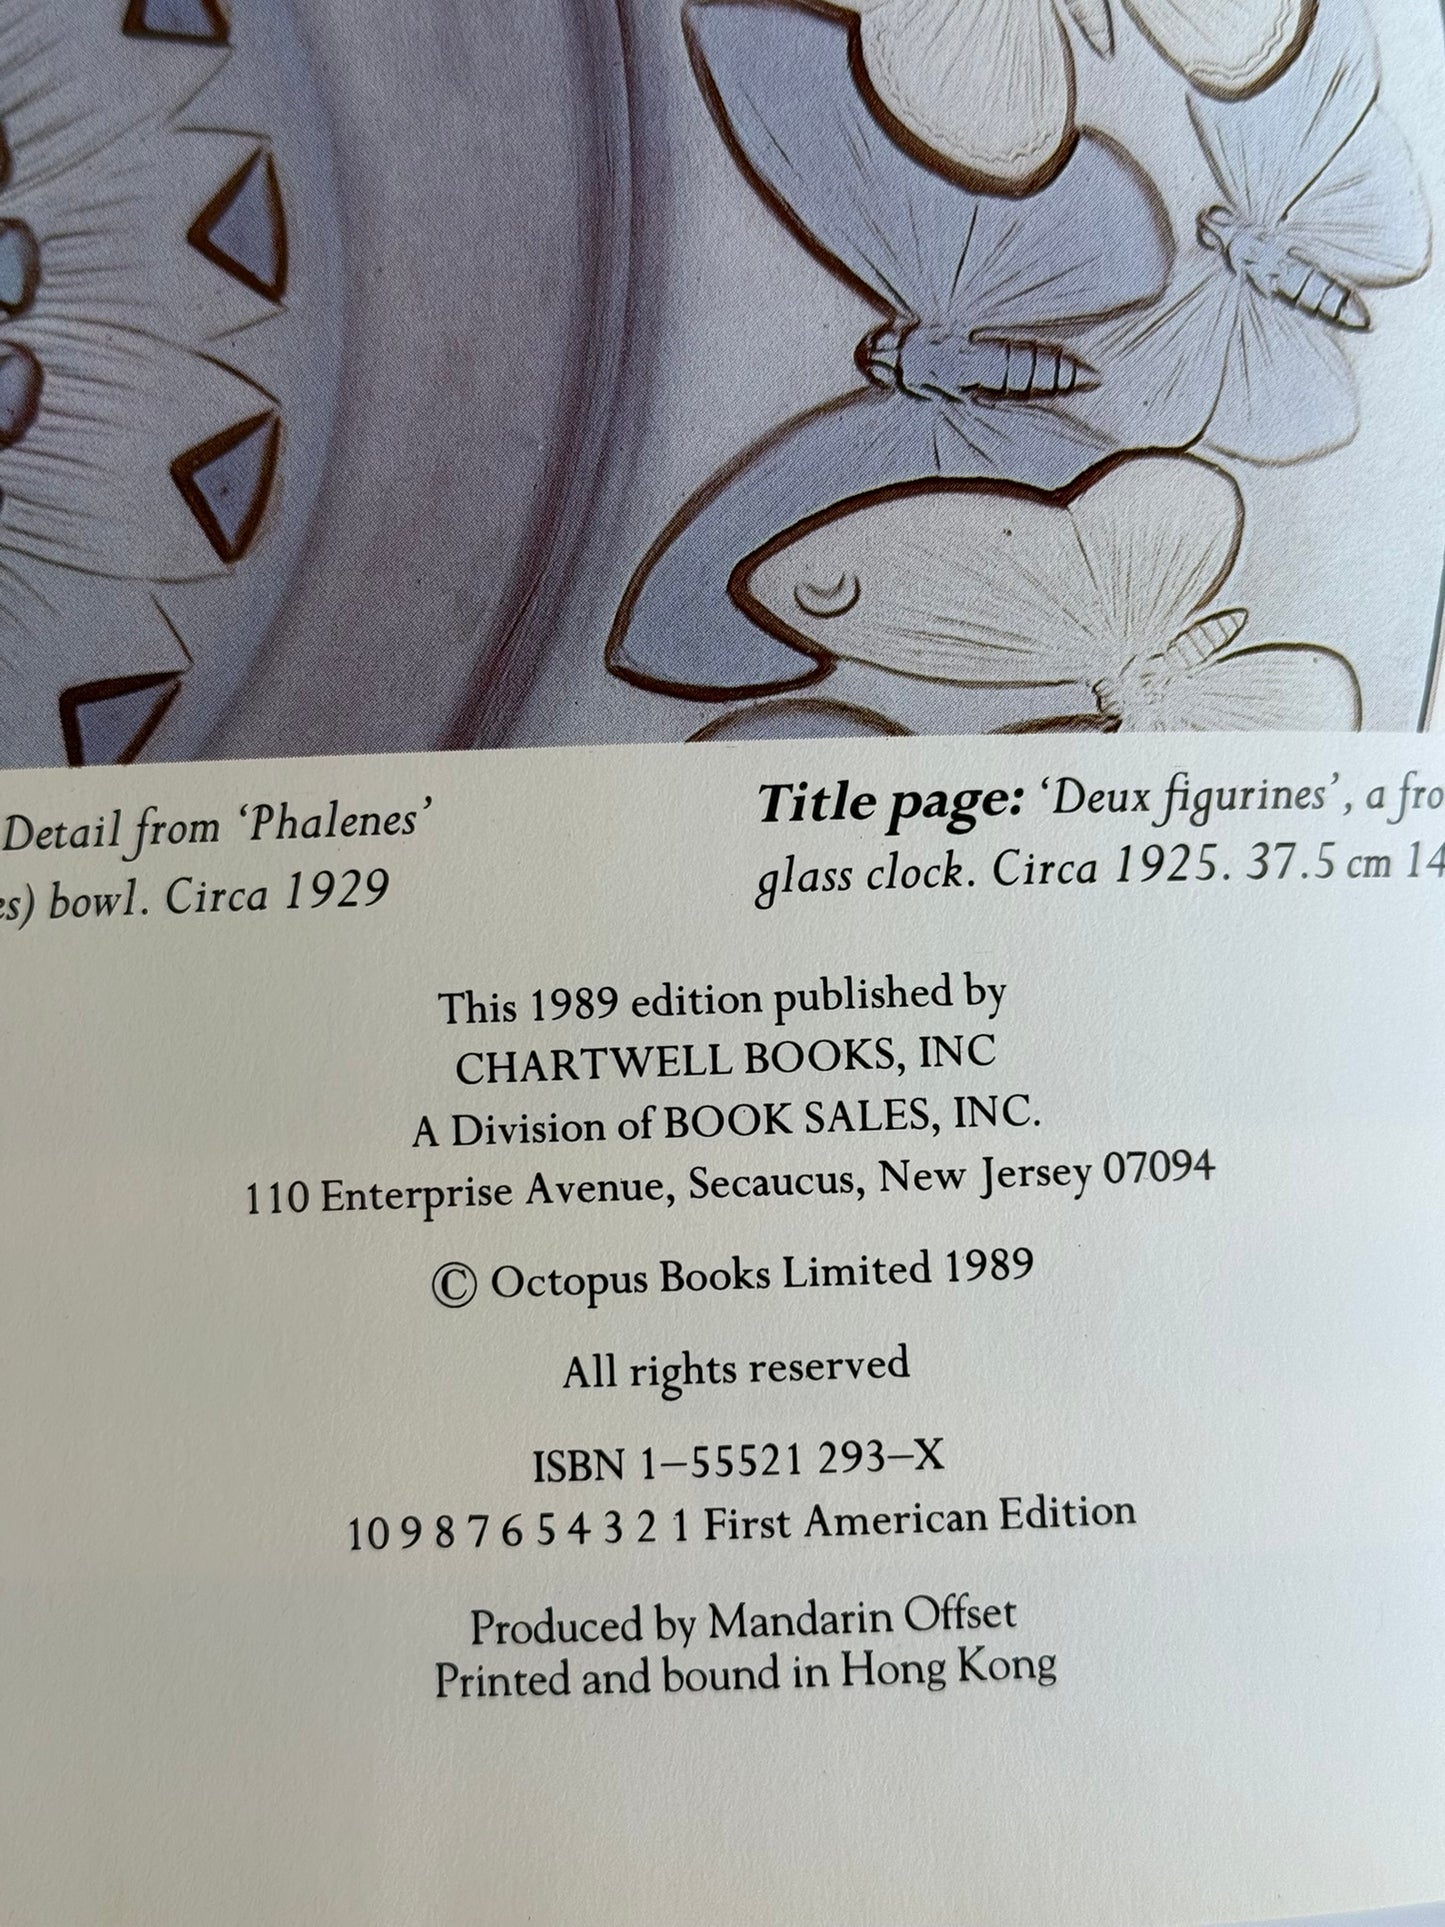 Detail from ‘Phalenes’
es) bowl. Circa 1929
Title page: ‘Deux figurines’, a fro
glass clock. Circa 1925. 37.5 cm 14
This 1989 edition published by
CHARTWELL BOOKS, INC
A Division of BOOK SALES, INC.
110 Enterprise Avenue, Secaucus, New Jersey 07094
© Octopus Books Limited 1989
All rights reserved
ISBN 1–55521 293–X
10 9 8 7 6 5 4 3 2 1 First American Edition
Produced by Mandarin Offset
Printed and bound in Hong Kong